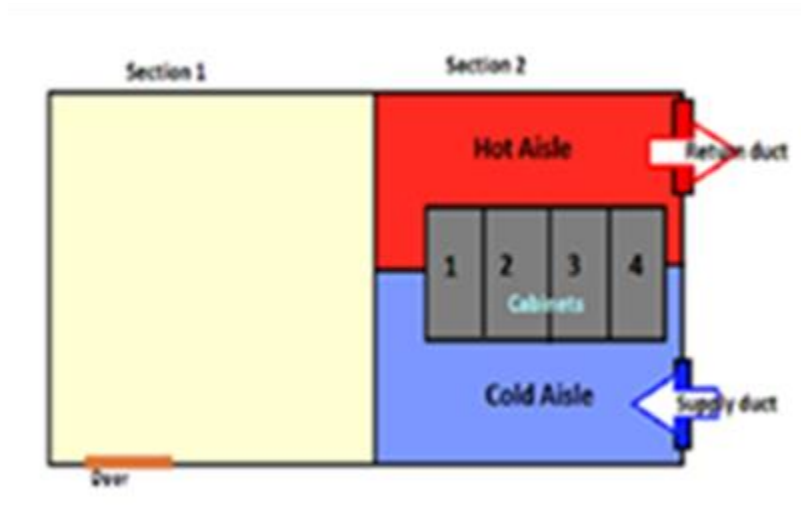 Section 1
Section 2
Hot Aisle
Return duct
1 2 3 4
Cabinets
Cold Aisle
Supply duct
Door